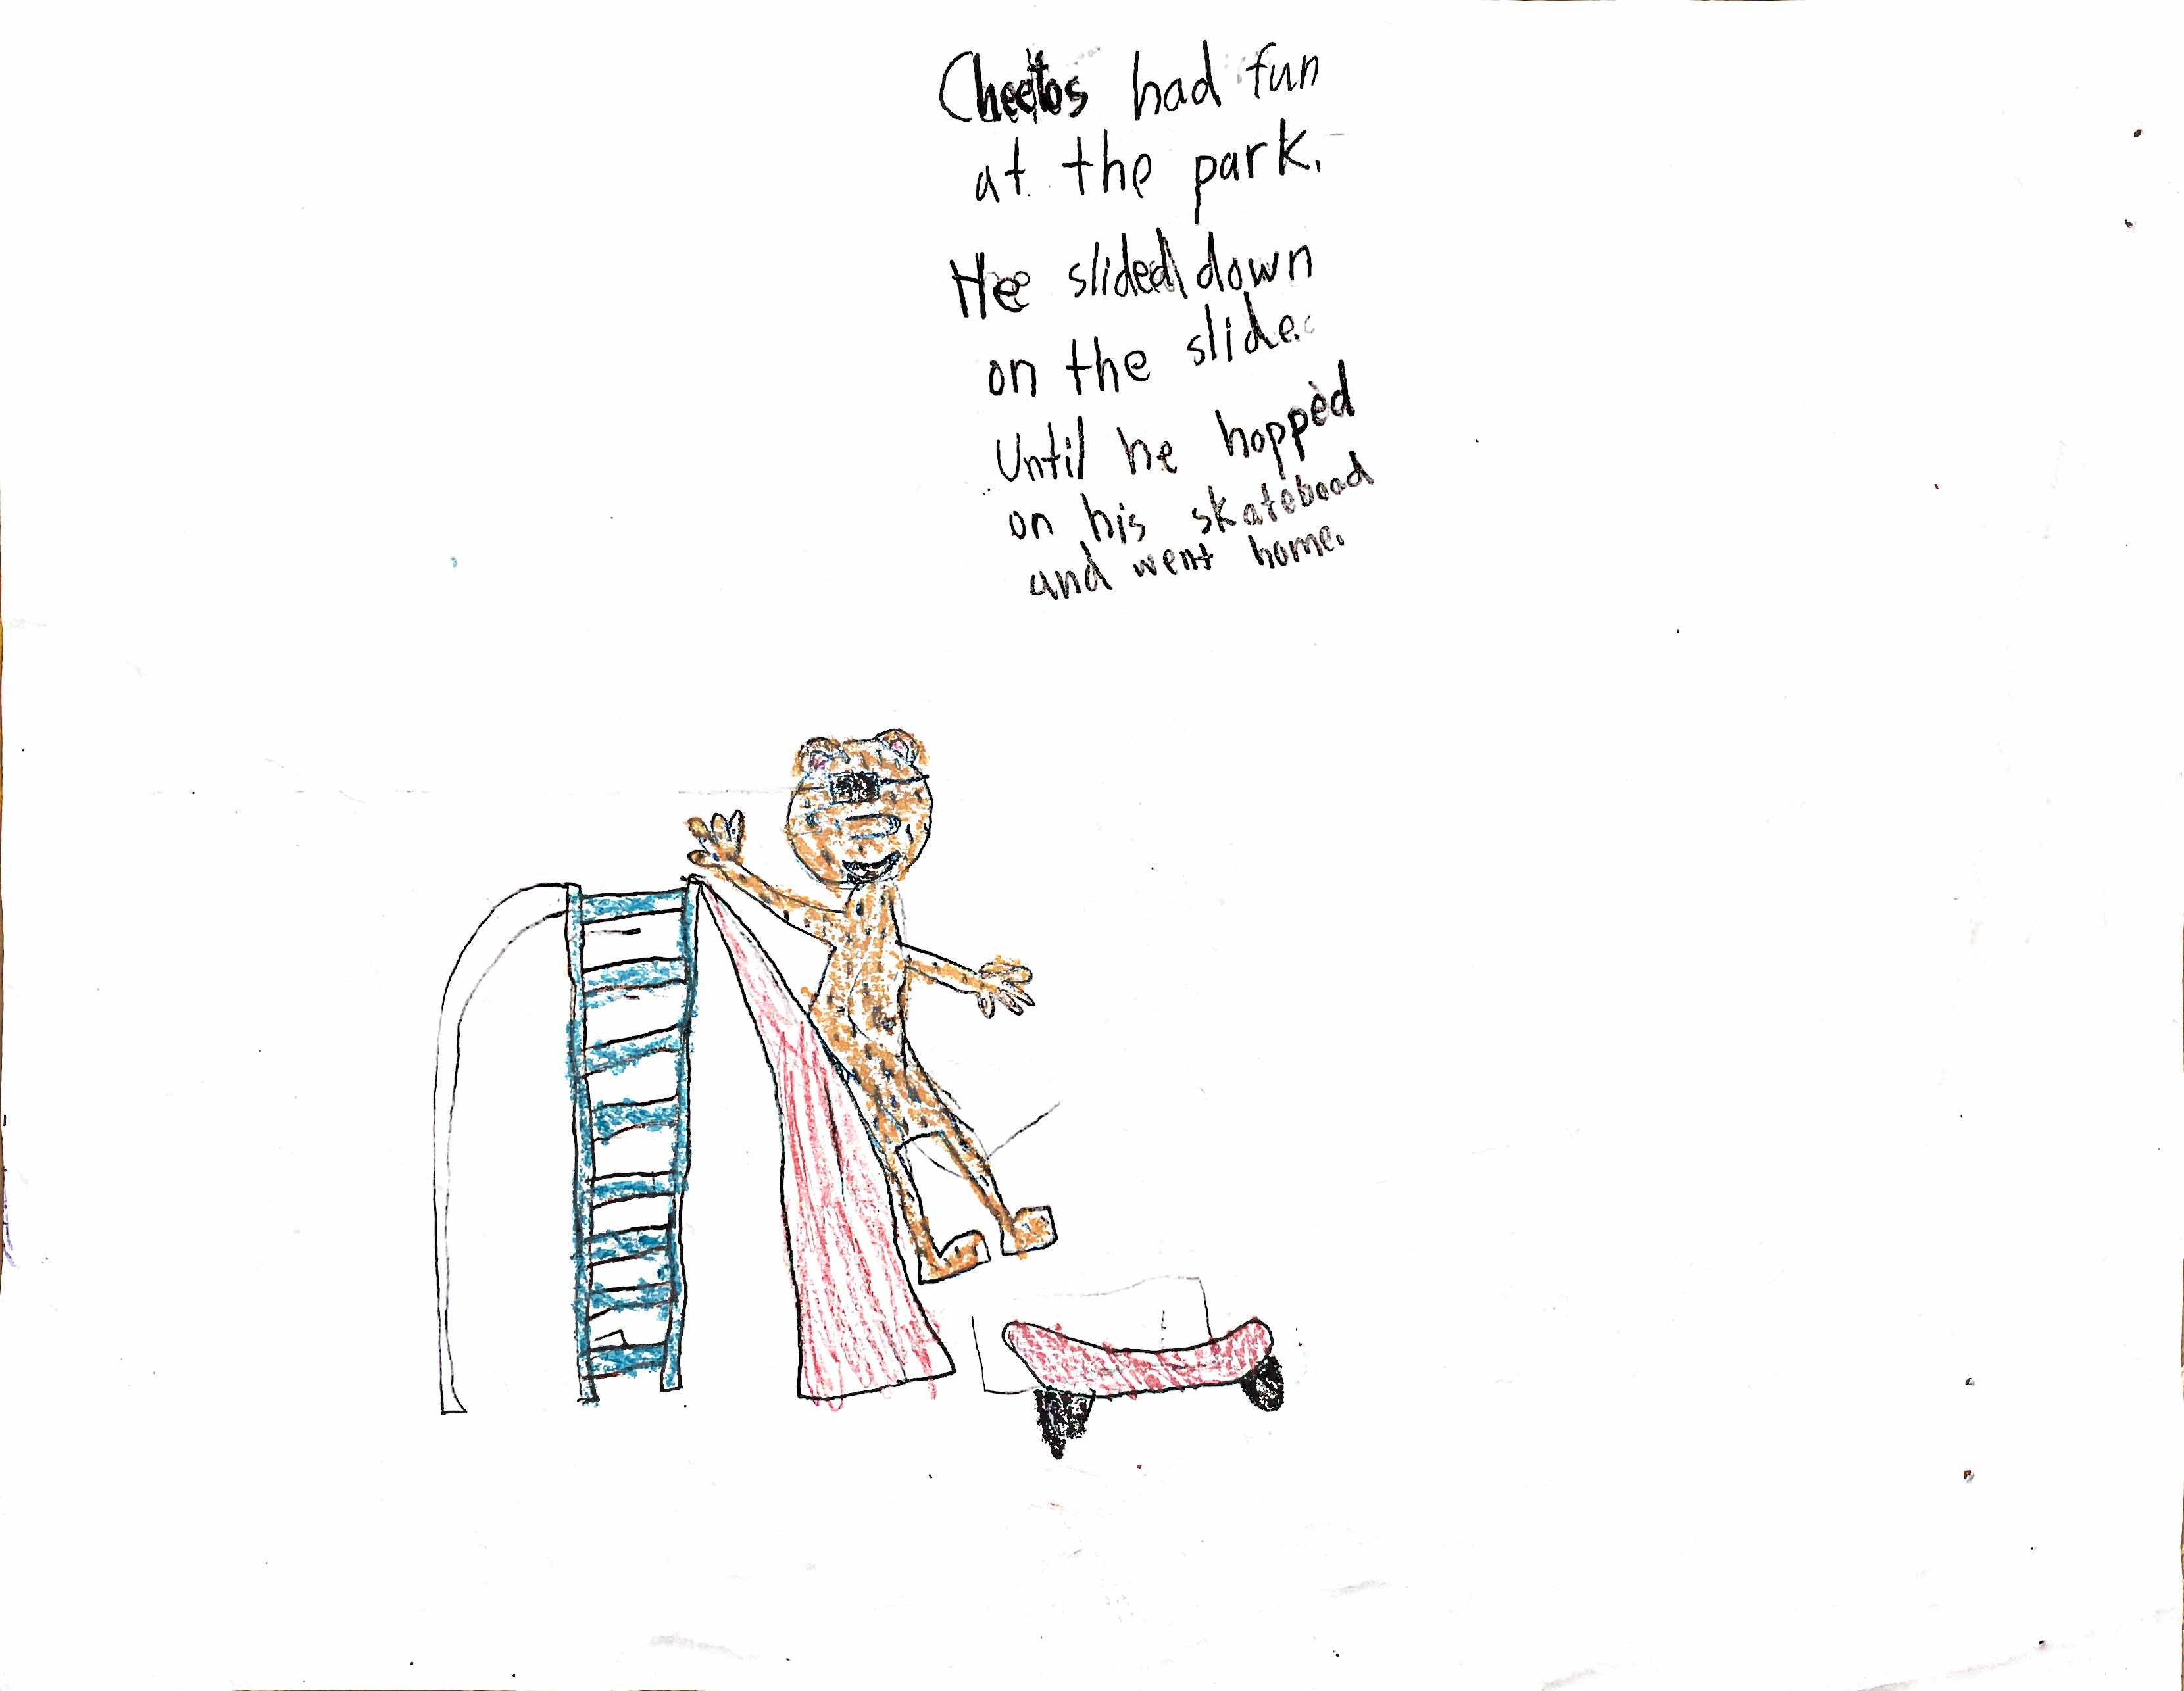 Cheetos had fun
at the park.
He slided down
on the slide.
Until he hopped
on his skateboad
and went home.